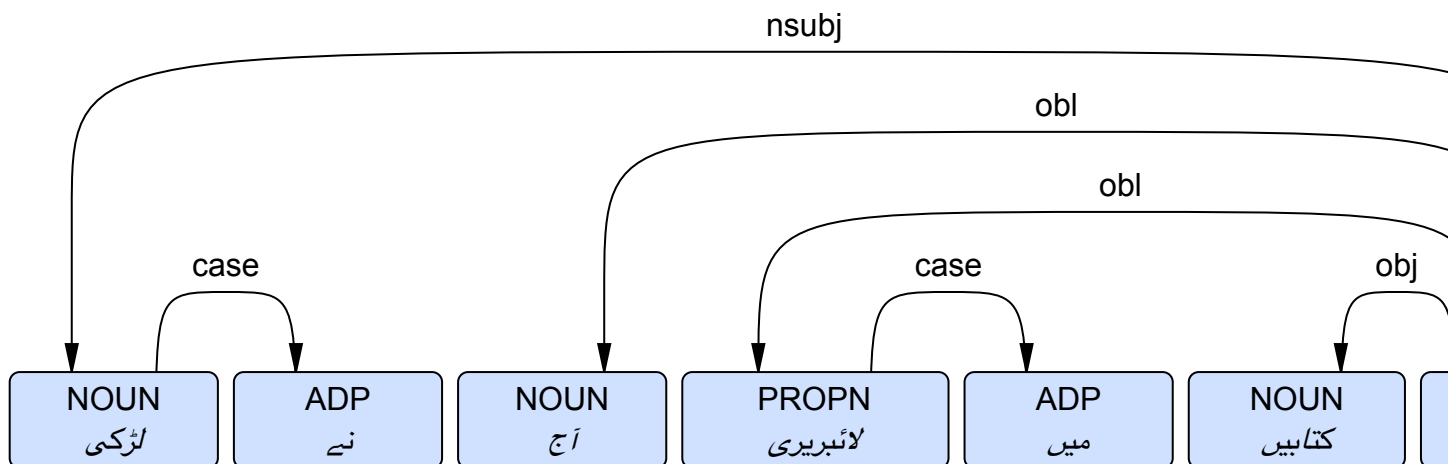 nsubj
obl
obl
case case obj
NOUN ADP NOUN PROPN ADP NOUN
لڑکی نے آج لائبریری میں کتابیں